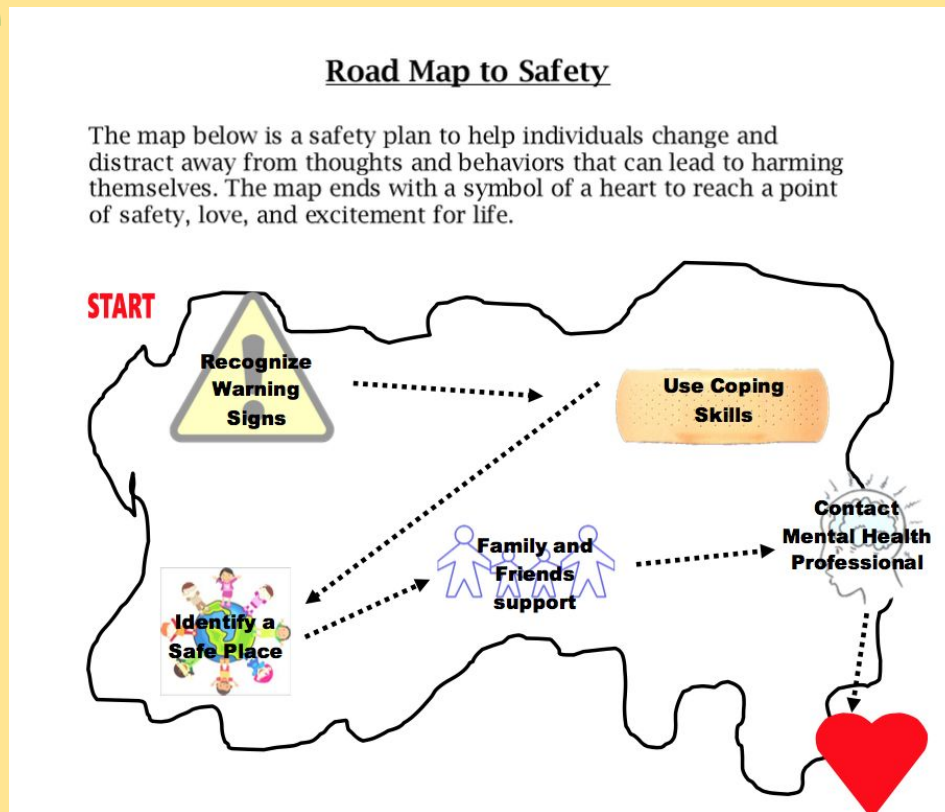 Road Map to Safety
The map below is a safety plan to help individuals change and
distract away from thoughts and behaviors that can lead to harming
themselves. The map ends with a symbol of a heart to reach a point
of safety, love, and excitement for life.
START
Recognize
Warning
Signs
Use Coping
Skills
Identify a
Safe Place
Family and
Friends
support
Contact
Mental Health
Professional